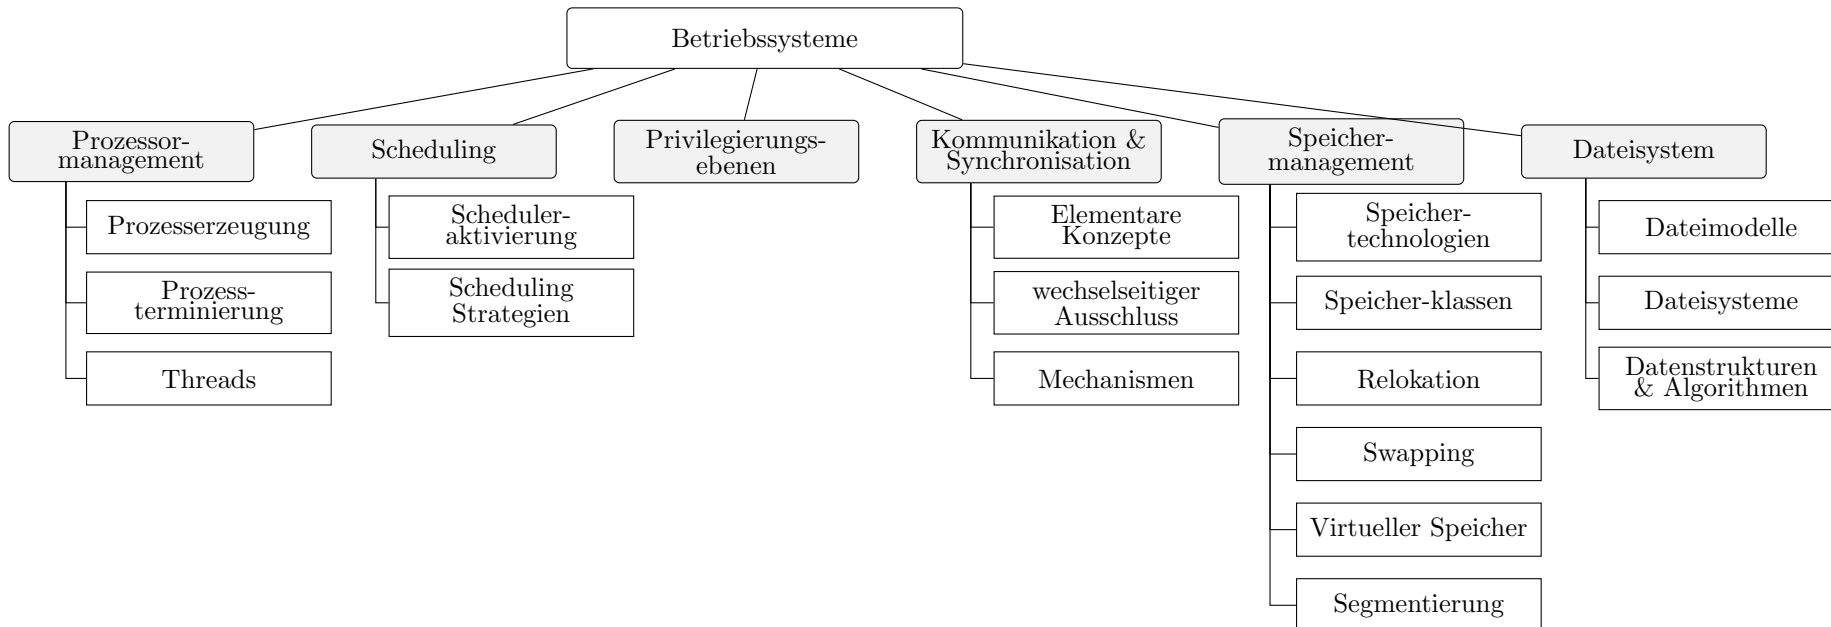 Betriebssysteme
Prozessor-
management
Scheduling
Privilegierungs-
ebenen
Kommunikation &
Synchronisation
Speicher-
management
Dateisystem
Prozesserzeugung
Prozess-
terminierung
Threads
Scheduler-
aktivierung
Scheduling
Strategien
Elementare
Konzepte
wechselseitiger
Ausschluss
Mechanismen
Speicher-
technologien
Speicher-klassen
Relokation
Swapping
Virtueller Speicher
Segmentierung
Dateimodelle
Dateisysteme
Datenstrukturen
& Algorithmen